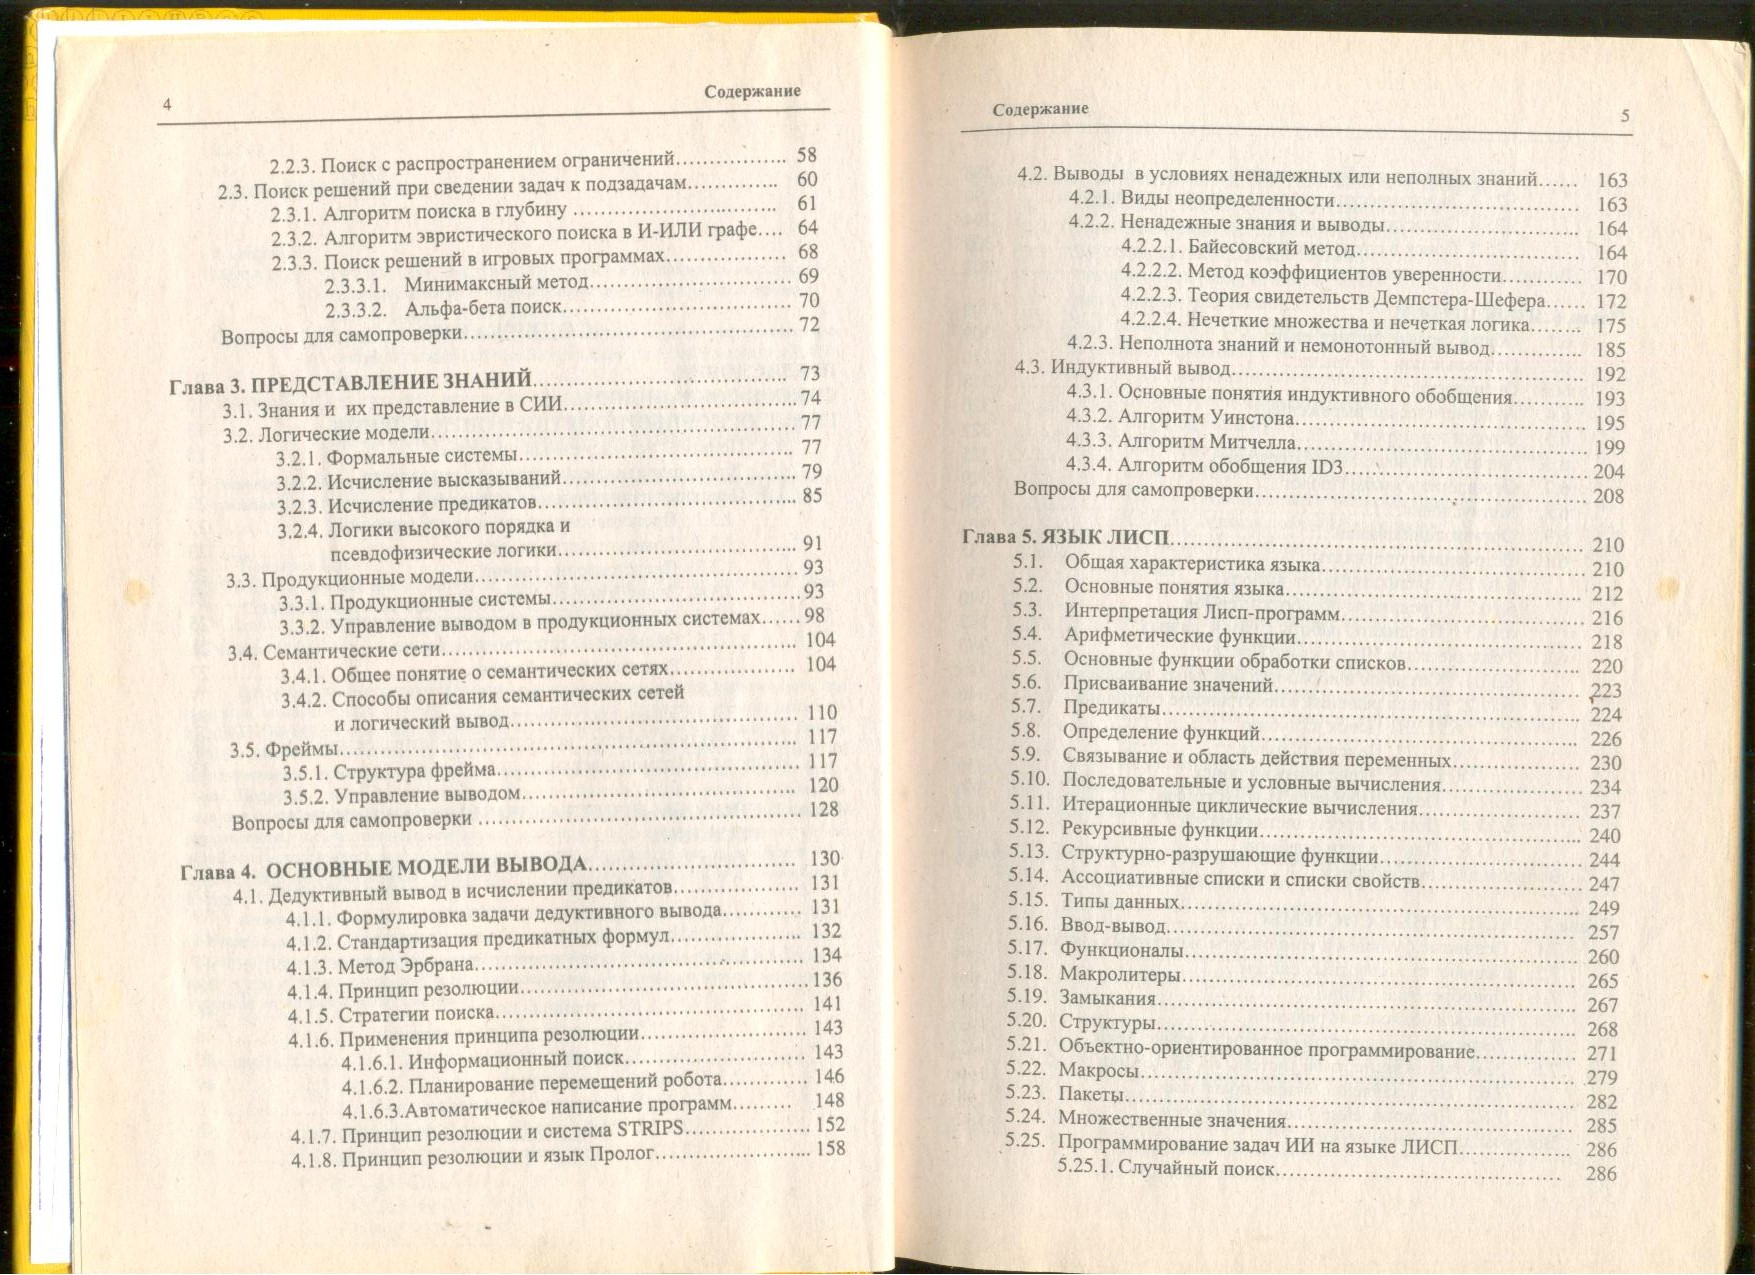 4
Содержание
2.2.3. Поиск с распространением ограничений................. 58
2.3. Поиск решений при сведении задач к подзадачам.............. 60
2.3.1. Алгоритм поиска в глубину .............................. 61
2.3.2. Алгоритм эвристического поиска в И-ИЛИ графе.... 64
2.3.3. Поиск решений в игровых программах.................. 68
2.3.3.1. Минимаксный метод............................. 69
2.3.3.2. Альфа-бета поиск................................. 70
Вопросы для самопроверки................................................ 72
Глава 3. ПРЕДСТАВЛЕНИЕ ЗНАНИЙ..................................... 73
3.1. Знания и их представление в СИИ................................... 74
3.2. Логические модели..................................................... 77
3.2.1. Формальные системы........................................ 77
3.2.2. Исчисление высказываний.................................. 79
3.2.3. Исчисление предикатов..................................... 85
3.2.4. Логики высокого порядка и
псевдофизические логики................................... 91
3.3. Продукционные модели................................................ 93
3.3.1. Продукционные системы.................................... 93
3.3.2. Управление выводом в продукционных системах...... 98
3.4. Семантические сети.................................................... 104
3.4.1. Общее понятие о семантических сетях................... 104
3.4.2. Способы описания семантических сетей
и логический вывод........................................... 110
3.5. Фреймы................................................................... 117
3.5.1. Структура фрейма............................................ 117
3.5.2. Управление выводом......................................... 120
Вопросы для самопроверки ................................................ 128
Глава 4. ОСНОВНЫЕ МОДЕЛИ ВЫВОДА................................ 130
4.1. Дедуктивный вывод в исчислении предикатов.................. 131
4.1.1. Формулировка задачи дедуктивного вывода............ 131
4.1.2. Стандартизация предикатных формул.................... 132
4.1.3. Метод Эрбрана................................................. 134
4.1.4. Принцип резолюции.......................................... 136
4.1.5. Стратегии поиска.............................................. 141
4.1.6. Применения принципа резолюции........................ 143
4.1.6.1. Информационный поиск........................... 143
4.1.6.2. Планирование перемещений робота............ 146
4.1.6.3.Автоматическое написание программ......... 148
4.1.7. Принцип резолюции и система STRIPS.................. 152
4.1.8. Принцип резолюции и язык Пролог...................... 158
Содержание
5
4.2. Выводы в условиях ненадежных или неполных знаний...... 163
4.2.1. Виды неопределенности..................................... 163
4.2.2. Ненадежные знания и выводы.............................. 164
4.2.2.1. Байесовский метод.................................. 164
4.2.2.2. Метод коэффициентов уверенности............ 170
4.2.2.3. Теория свидетельств Демпстера-Шефера...... 172
4.2.2.4. Нечеткие множества и нечеткая логика........ 175
4.2.3. Неполнота знаний и немонотонный вывод.............. 185
4.3. Индуктивный вывод.................................................... 192
4.3.1. Основные понятия индуктивного обобщения........... 193
4.3.2. Алгоритм Уинстона........................................... 195
4.3.3. Алгоритм Митчелла........................................... 199
4.3.4. Алгоритм обобщения ID3................................... 204
Вопросы для самопроверки................................................ 208
Глава 5. ЯЗЫК ЛИСП......................................................... 210
5.1. Общая характеристика языка........................................ 210
5.2. Основные понятия языка............................................. 212
5.3. Интерпретация Лисп-программ..................................... 216
5.4. Арифметические функции............................................ 218
5.5. Основные функции обработки списков........................... 220
5.6. Присваивание значений............................................... 223
5.7. Предикаты................................................................ 224
5.8. Определение функций................................................. 226
5.9. Связывание и область действия переменных.................... 230
5.10. Последовательные и условные вычисления..................... 234
5.11. Итерационные циклические вычисления......................... 237
5.12. Рекурсивные функции................................................. 240
5.13. Структурно-разрушающие функции............................... 244
5.14. Ассоциативные списки и списки свойств......................... 247
5.15. Типы данных............................................................. 249
5.16. Ввод-вывод............................................................... 257
5.17. Функционалы............................................................ 260
5.18. Макролитеры............................................................ 265
5.19. Замыкания................................................................ 267
5.20. Структуры................................................................ 268
5.21. Объектно-ориентированное программирование................ 271
5.22. Макросы................................................................... 279
5.23. Пакеты..................................................................... 282
5.24. Множественные значения............................................ 285
5.25. Программирование задач ИИ на языке ЛИСП.................. 286
5.25.1. Случайный поиск............................................ 286